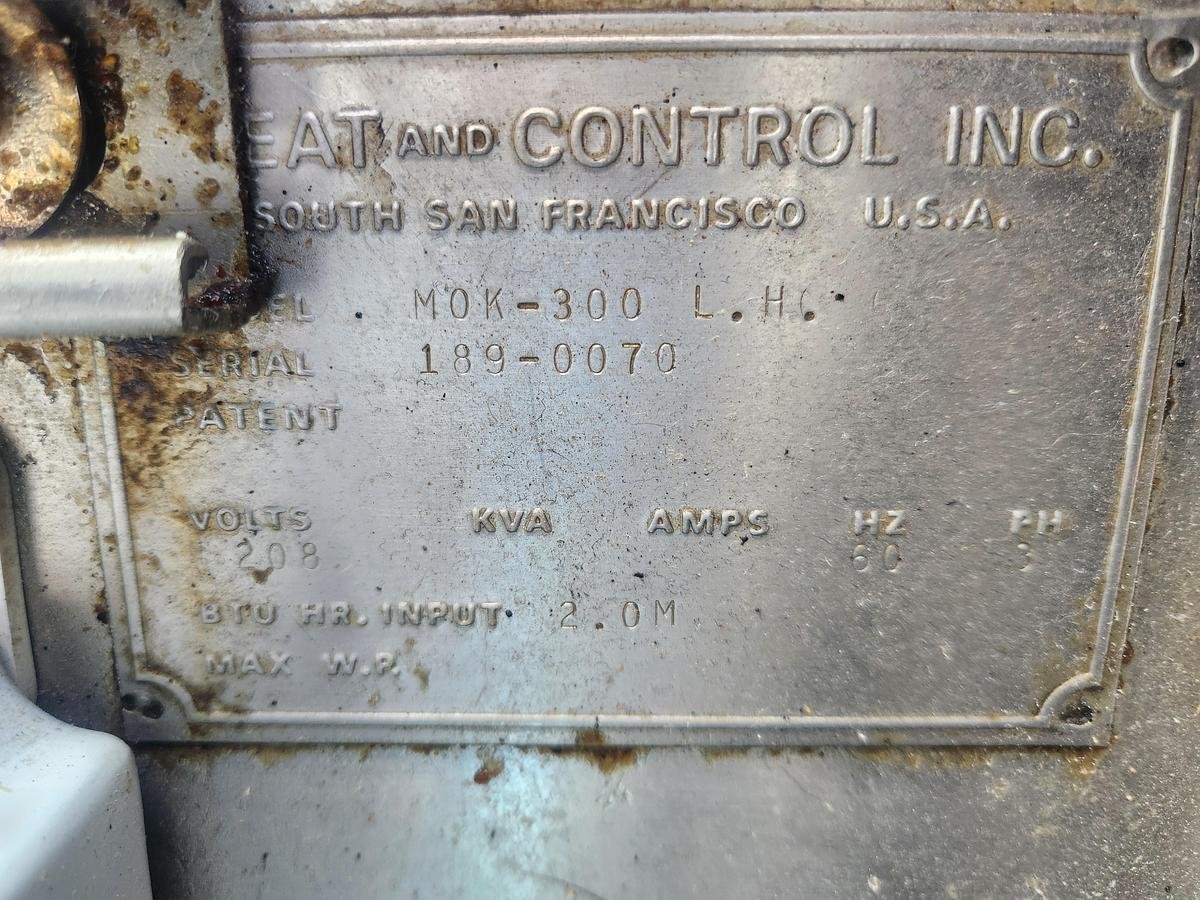 EAT AND CONTROL INC.
SOUTH SAN FRANCISCO U.S.A.
EL MOK-300 L.H.
SERIAL 189-0070
PATENT
VOLTS KVA AMPS HZ PH
208 60 3
BTU HR. INPUT 2.0M
MAX W.P.